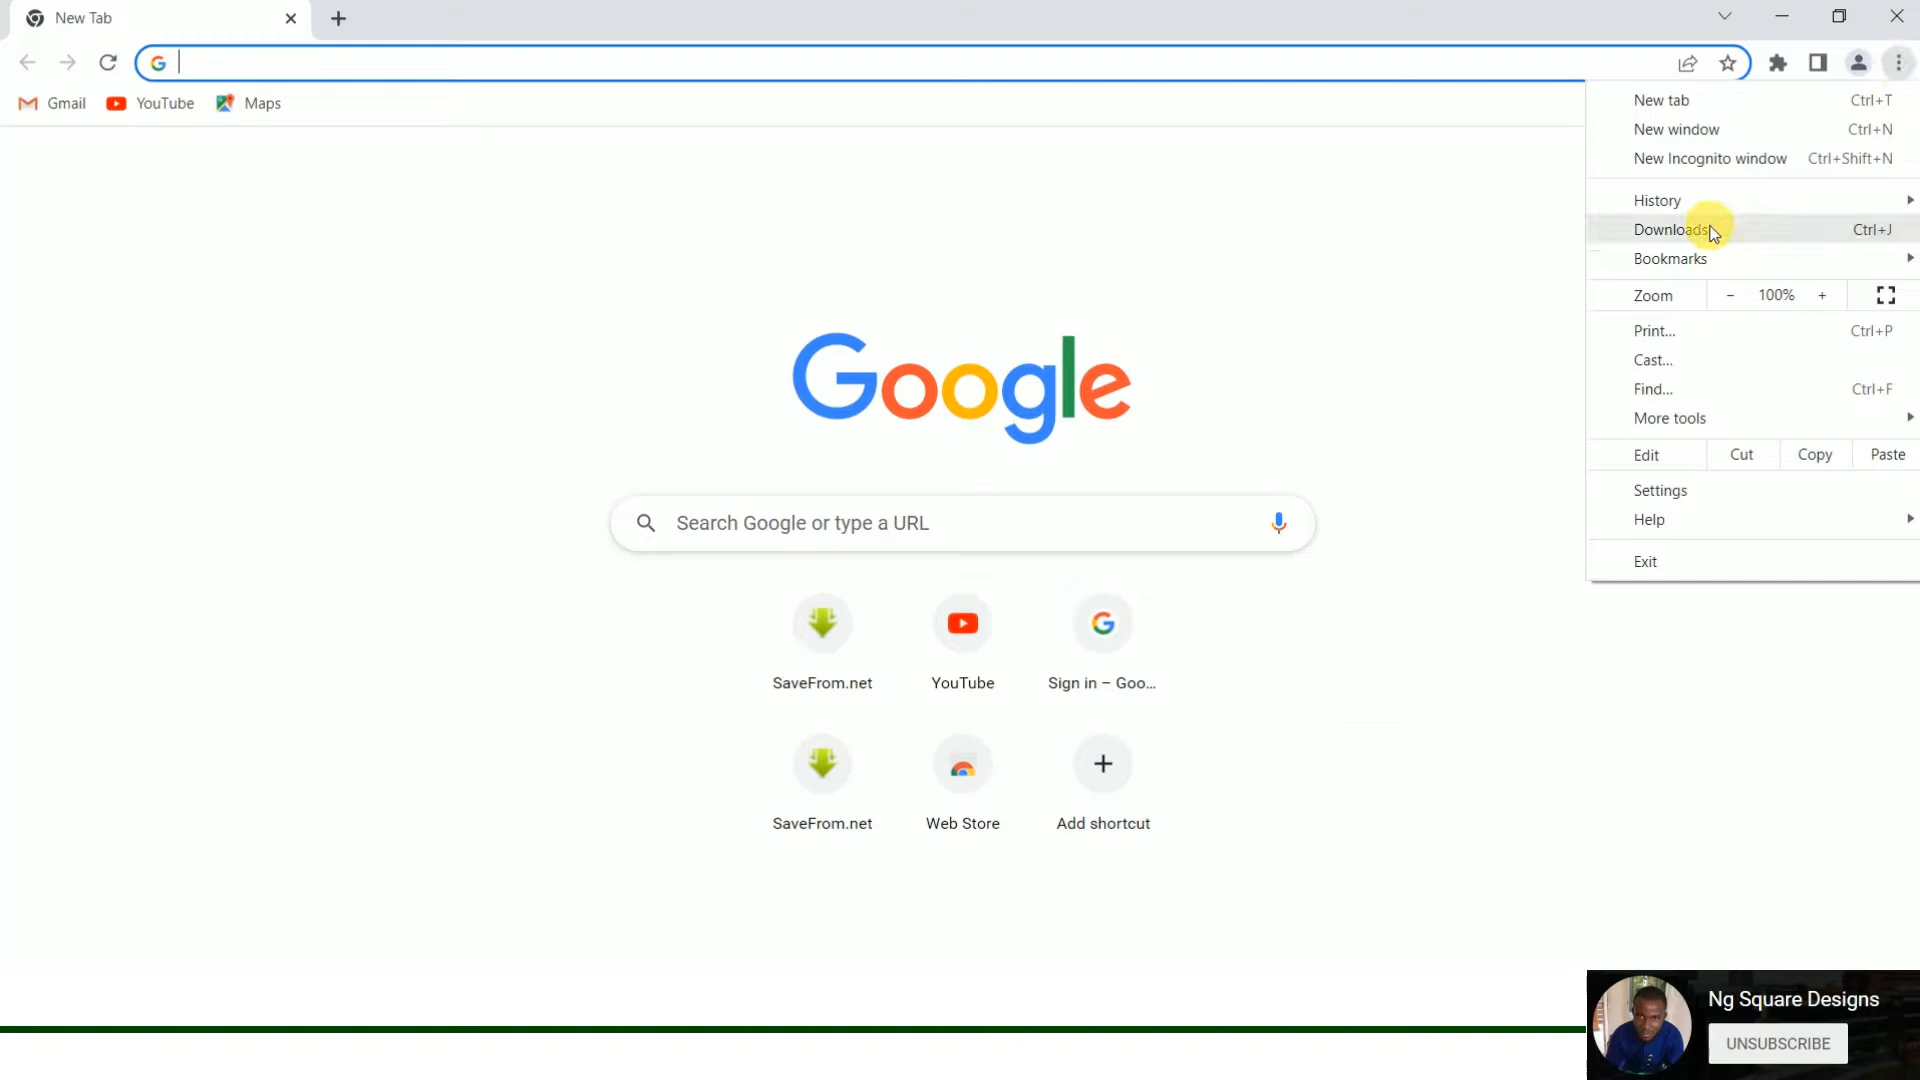 New Tab
Gmail YouTube Maps
New tab Ctrl+T
New window Ctrl+N
New Incognito window Ctrl+Shift+N
History
Downloads Ctrl+J
Bookmarks
Zoom - 100% +
Print... Ctrl+P
Cast...
Find... Ctrl+F
More tools
Edit Cut Copy Paste
Settings
Help
Exit
Google
Search Google or type a URL
SaveFrom.net YouTube Sign in – Goo...
SaveFrom.net Web Store Add shortcut
Ng Square Designs
UNSUBSCRIBE